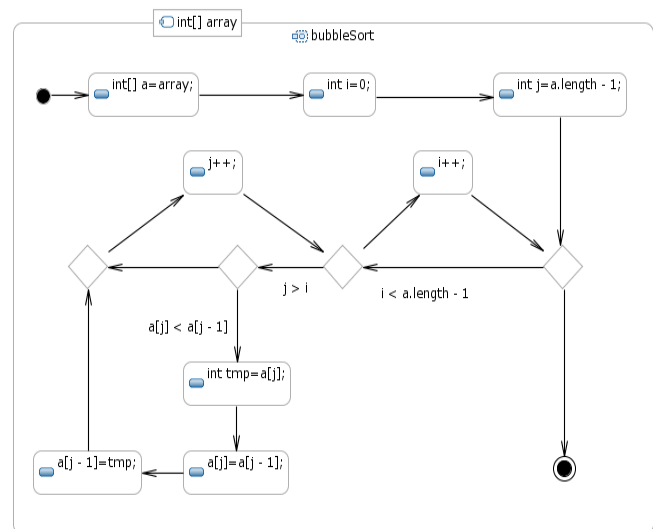 int[] array
bubbleSort
int[] a=array;
int i=0;
int j=a.length - 1;
j++;
i++;
j > i
i < a.length - 1
a[j] < a[j - 1]
int tmp=a[j];
a[j - 1]=tmp;
a[j]=a[j - 1];